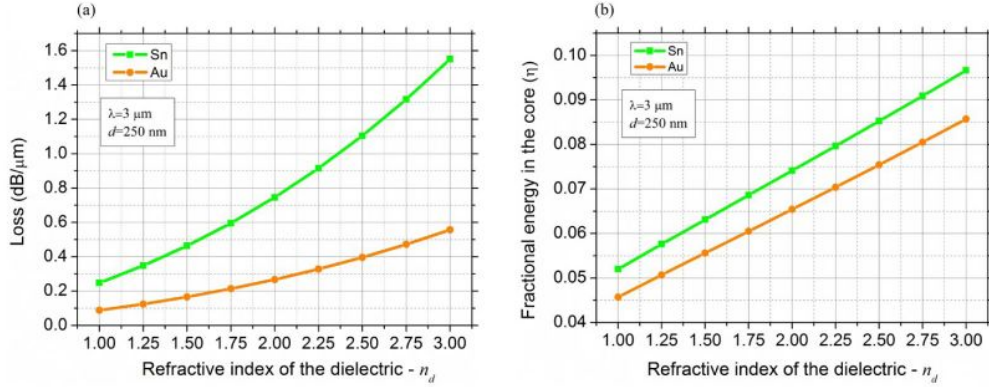 (a)
1.6
1.4
1.2
1.0
0.8
0.6
0.4
0.2
0.0
Loss (dB/μm)
Sn
Au
λ=3 μm
d=250 nm
1.00 1.25 1.50 1.75 2.00 2.25 2.50 2.75 3.00
Refractive index of the dielectric - n_d
(b)
0.10
0.09
0.08
0.07
0.06
0.05
0.04
Fractional energy in the core (η)
Sn
Au
λ=3 μm
d=250 nm
1.00 1.25 1.50 1.75 2.00 2.25 2.50 2.75 3.00
Refractive index of the dielectric - n_d